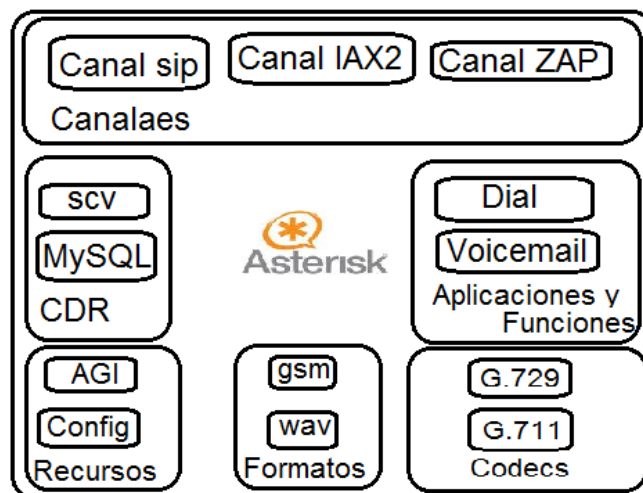 Canal sip
Canal IAX2
Canal ZAP
Canalaes
scv
MySQL
CDR
Asterisk
Dial
Voicemail
Aplicaciones y
Funciones
AGI
Config
Recursos
gsm
wav
Formatos
G.729
G.711
Codecs